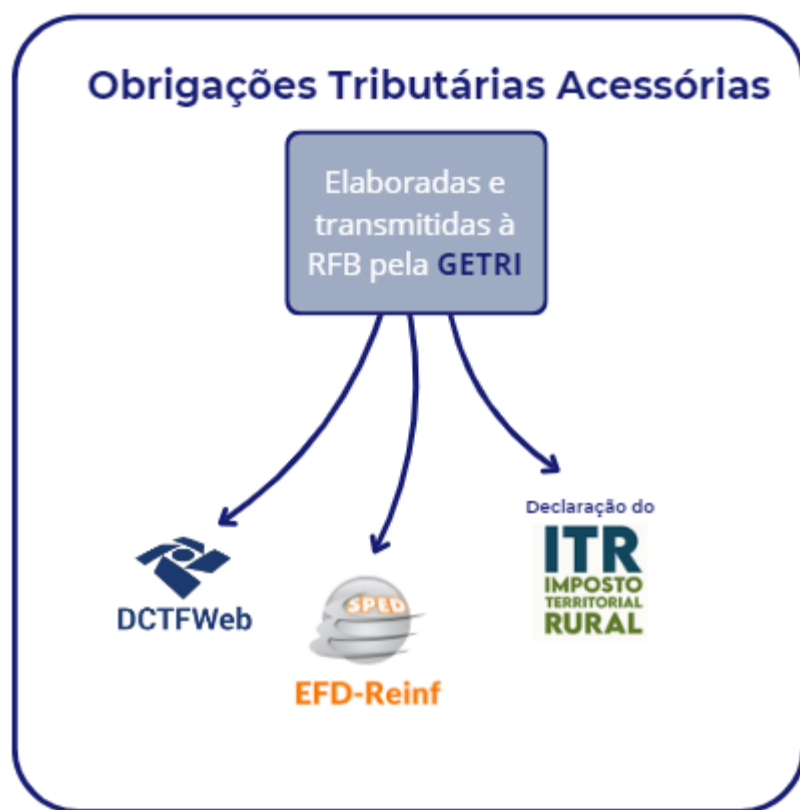 Obrigações Tributárias Acessórias
Elaboradas e
transmitidas à
RFB pela GETRI
Declaração do
ITR
IMPOSTO
TERRITORIAL
RURAL
DCTFWeb
SPED
EFD-Reinf